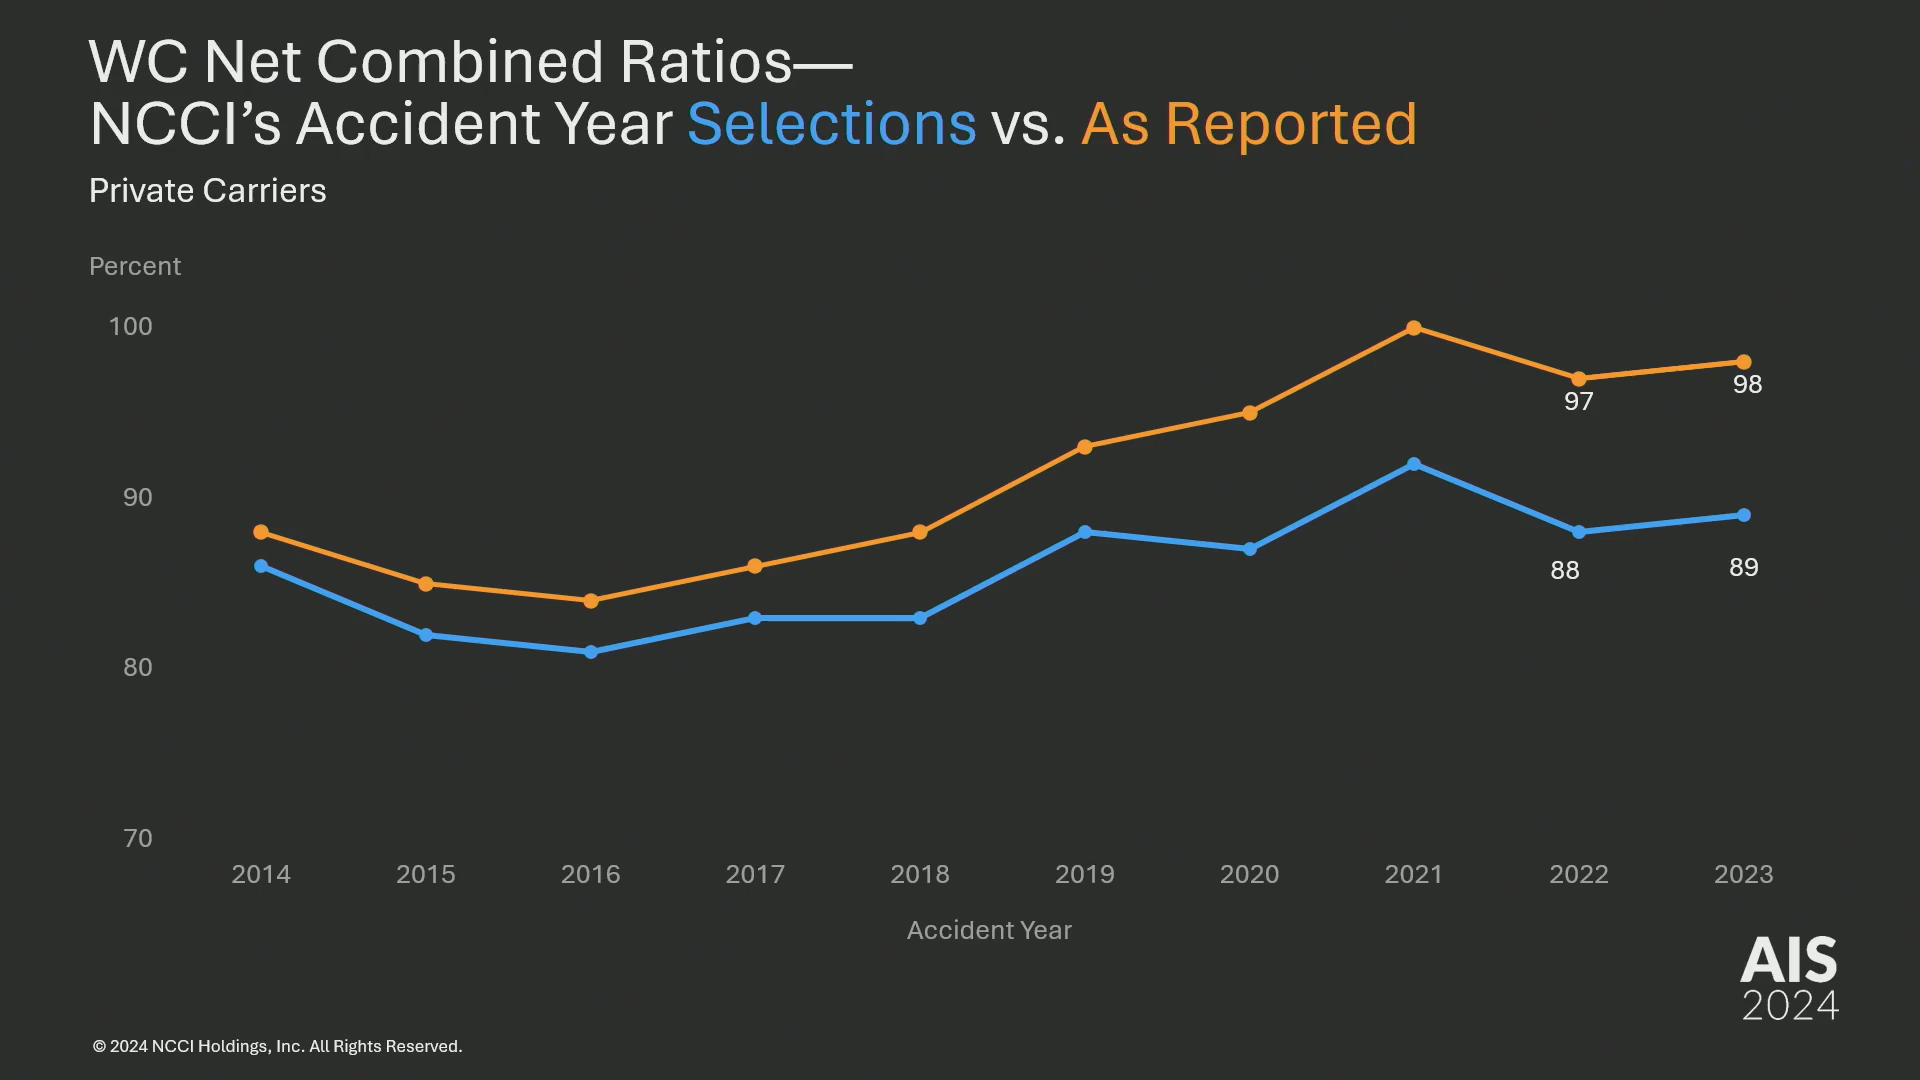 WC Net Combined Ratios—
NCCI’s Accident Year Selections vs. As Reported
Private Carriers
Percent
100
90
80
70
97
98
88
89
2014 2015 2016 2017 2018 2019 2020 2021 2022 2023
Accident Year
AIS
2024
© 2024 NCCI Holdings, Inc. All Rights Reserved.